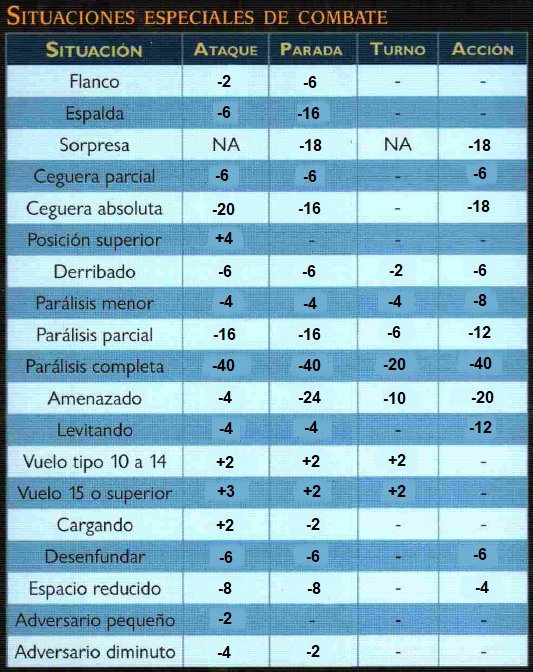 SITUACIONES ESPECIALES DE COMBATE
SITUACIÓN ATAQUE PARADA TURNO ACCIÓN
Flanco -2 -6 - -
Espalda -6 -16 - -
Sorpresa NA -18 NA -18
Ceguera parcial -6 -6 - -6
Ceguera absoluta -20 -16 - -18
Posición superior +4 - - -
Derribado -6 -6 -2 -6
Parálisis menor -4 -4 -4 -8
Parálisis parcial -16 -16 -6 -12
Parálisis completa -40 -40 -20 -40
Amenazado -4 -24 -10 -20
Levitando -4 -4 - -12
Vuelo tipo 10 a 14 +2 +2 +2 -
Vuelo 15 o superior +3 +2 +2 -
Cargando +2 -2 - -
Desenfundar -6 -6 - -6
Espacio reducido -8 -8 - -4
Adversario pequeño -2 - - -
Adversario diminuto -4 -2 - -